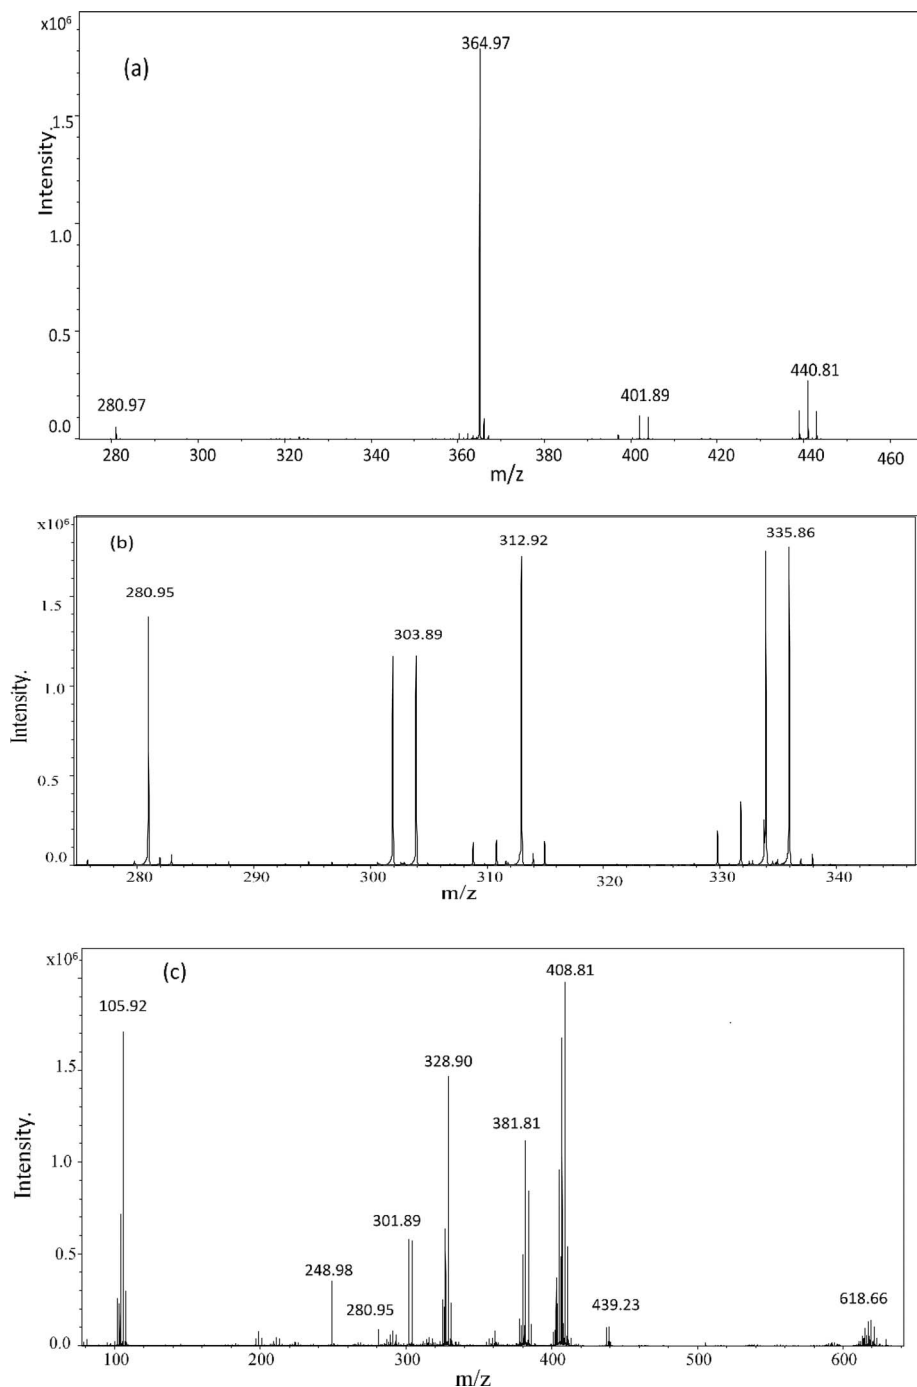 x10⁶
364.97
(a)
1.5
Intensity.
1.0
0.5
440.81
401.89
280.97
0.0
280 300 320 340 360 380 400 420 440 460
m/z
x10⁶
(b)
312.92
335.86
280.95
1.5
303.89
1.0
Intensity.
0.5
0.0
280 290 300 310 320 330 340
m/z
x10⁶
(c)
408.81
105.92
328.90
1.5
381.81
1.0
Intensity.
301.89
0.5
248.98
280.95
439.23
618.66
0.0
100 200 300 400 500 600
m/z